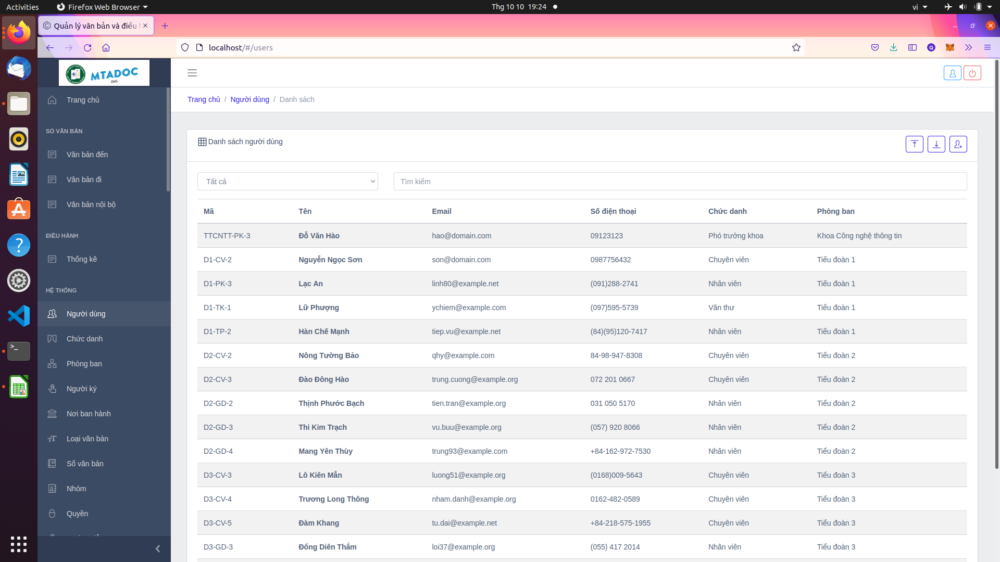 Activities
Firefox Web Browser
Thg 10 10 19:24
vi
Quản lý văn bản và điều h
localhost/#/users
MTADOC
DMS
Trang chủ
SỔ VĂN BẢN
Văn bản đến
Văn bản đi
Văn bản nội bộ
ĐIỀU HÀNH
Thống kê
HỆ THỐNG
Người dùng
Chức danh
Phòng ban
Người ký
Nơi ban hành
Loại văn bản
Sổ văn bản
Nhóm
Quyền
Trang chủ / Người dùng / Danh sách
Danh sách người dùng
Tất cả
Tìm kiếm
Mã Tên Email Số điện thoại Chức danh Phòng ban
TTCNTT-PK-3 Đỗ Văn Hào hao@domain.com 09123123 Phó trưởng khoa Khoa Công nghệ thông tin
D1-CV-2 Nguyễn Ngọc Sơn son@domain.com 0987756432 Chuyên viên Tiểu đoàn 1
D1-PK-3 Lạc An linh80@example.net (091)288-2741 Nhân viên Tiểu đoàn 1
D1-TK-1 Lữ Phượng ychiem@example.com (097)595-5739 Văn thư Tiểu đoàn 1
D1-TP-2 Hàn Chế Mạnh tiep.vu@example.net (84)(95)120-7417 Nhân viên Tiểu đoàn 1
D2-CV-2 Nông Tường Bảo qhy@example.com 84-98-947-8308 Chuyên viên Tiểu đoàn 2
D2-CV-3 Đào Đông Hào trung.cuong@example.org 072 201 0667 Chuyên viên Tiểu đoàn 2
D2-GD-2 Thịnh Phước Bạch tien.tran@example.org 031 050 5170 Nhân viên Tiểu đoàn 2
D2-GD-3 Thi Kim Trạch vu.buu@example.org (057) 920 8066 Nhân viên Tiểu đoàn 2
D2-GD-4 Mang Yên Thùy trung93@example.com +84-162-972-7530 Nhân viên Tiểu đoàn 2
D3-CV-3 Lô Kiên Mẫn luong51@example.org (0168)009-5643 Chuyên viên Tiểu đoàn 3
D3-CV-4 Trương Long Thông nham.danh@example.org 0162-482-0589 Chuyên viên Tiểu đoàn 3
D3-CV-5 Đàm Khang tu.dai@example.net +84-218-575-1955 Chuyên viên Tiểu đoàn 3
D3-GD-3 Đổng Diên Thắm loi37@example.org (055) 417 2014 Nhân viên Tiểu đoàn 3